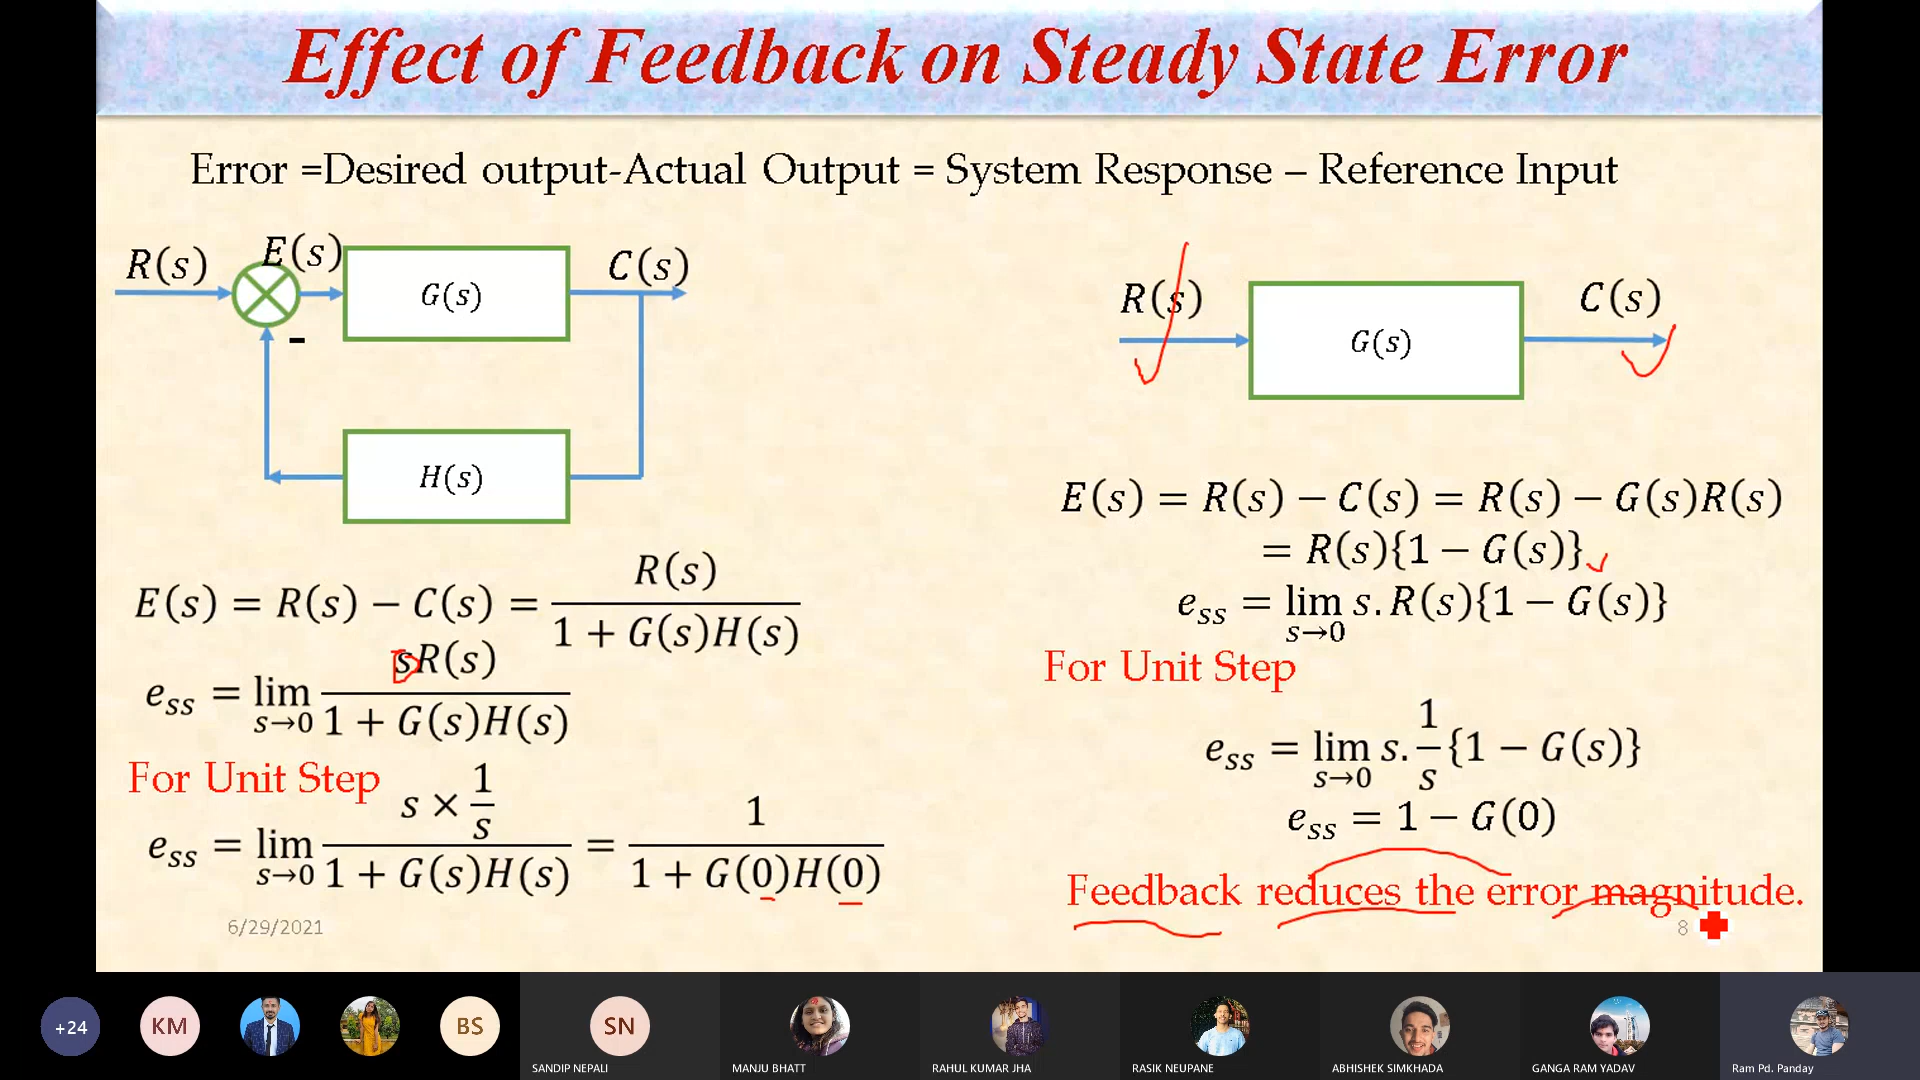 Effect of Feedback on Steady State Error
Error =Desired output-Actual Output = System Response – Reference Input
R(s)
E(s)
G(s)
C(s)
-
H(s)
E(s) = R(s) − C(s) = R(s) / 1 + G(s)H(s)
e_ss = lim s→0 sR(s) / 1 + G(s)H(s)
For Unit Step
e_ss = lim s→0 s × 1/s / 1 + G(s)H(s) = 1 / 1 + G(0)H(0)
6/29/2021
R(s)
G(s)
C(s)
E(s) = R(s) − C(s) = R(s) − G(s)R(s)
= R(s){1 − G(s)}
e_ss = lim s→0 s.R(s){1 − G(s)}
For Unit Step
e_ss = lim s→0 s.1/s{1 − G(s)}
e_ss = 1 − G(0)
Feedback reduces the error magnitude.
8
+24
KM
BS
SN
SANDIP NEPALI
MANJU BHATT
RAHUL KUMAR JHA
RASIK NEUPANE
ABHISHEK SIMKHADA
GANGA RAM YADAV
Ram Pd. Panday